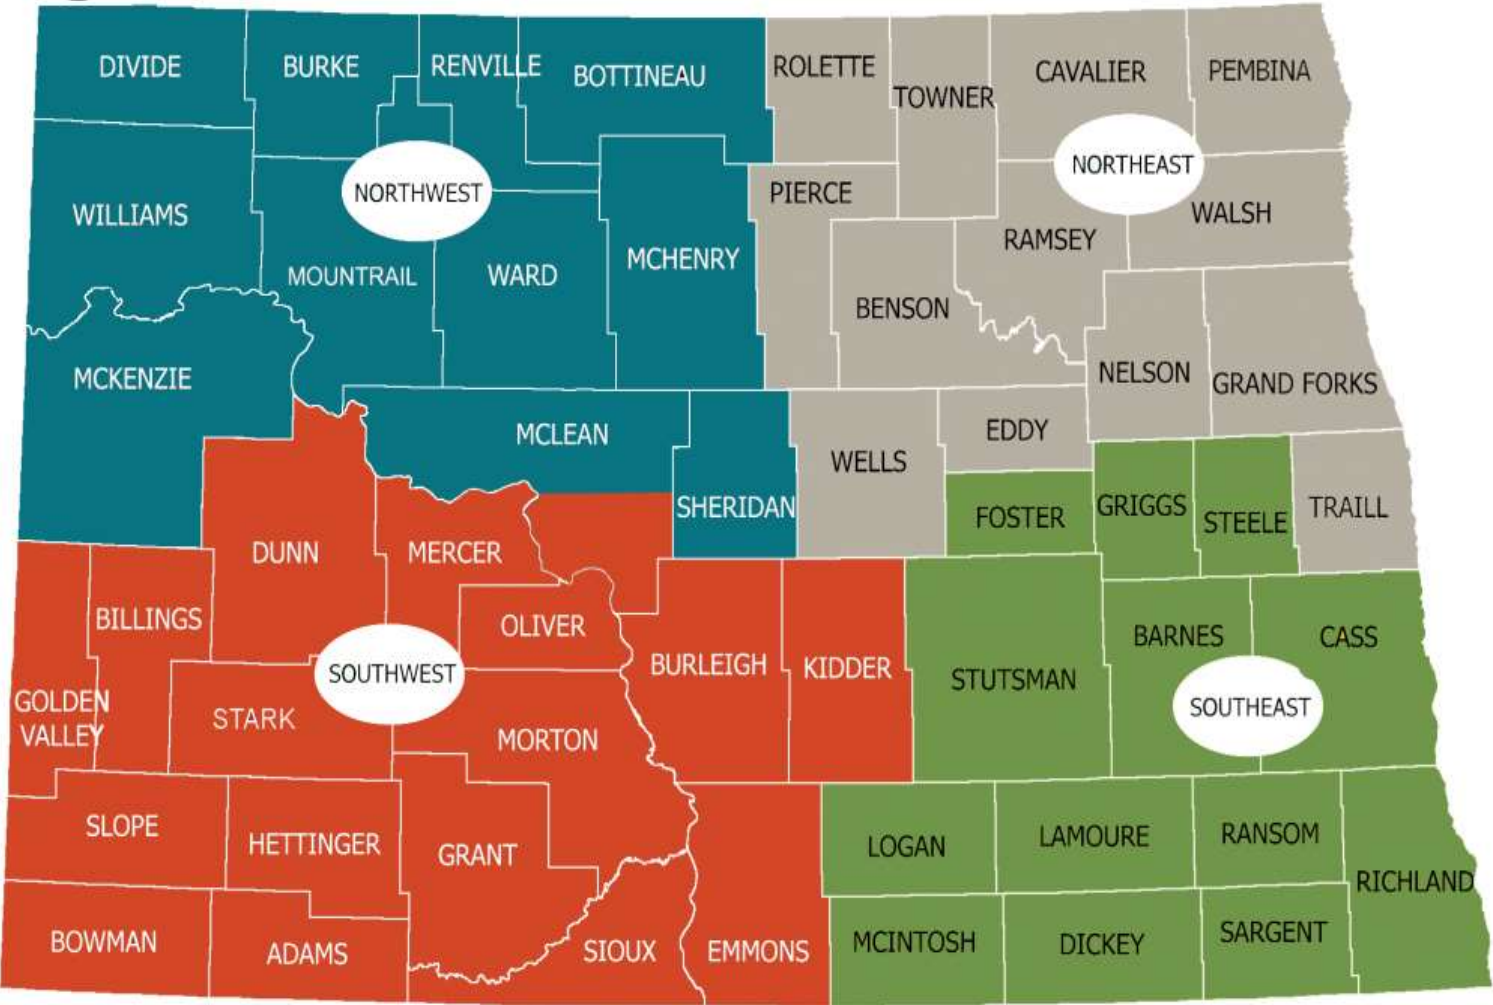 DIVIDE
BURKE
RENVILLE
BOTTINEAU
ROLETTE
TOWNER
CAVALIER
PEMBINA
WILLIAMS
NORTHWEST
NORTHEAST
PIERCE
WALSH
MOUNTRAIL
WARD
MCHENRY
RAMSEY
BENSON
MCKENZIE
NELSON
GRAND FORKS
MCLEAN
EDDY
WELLS
SHERIDAN
FOSTER
GRIGGS
STEELE
TRAILL
DUNN
MERCER
BILLINGS
OLIVER
BARNES
CASS
SOUTHWEST
BURLEIGH
KIDDER
STUTSMAN
GOLDEN
VALLEY
STARK
SOUTHEAST
MORTON
SLOPE
HETTINGER
GRANT
LOGAN
LAMOURE
RANSOM
RICHLAND
BOWMAN
ADAMS
SIOUX
EMMONS
MCINTOSH
DICKEY
SARGENT